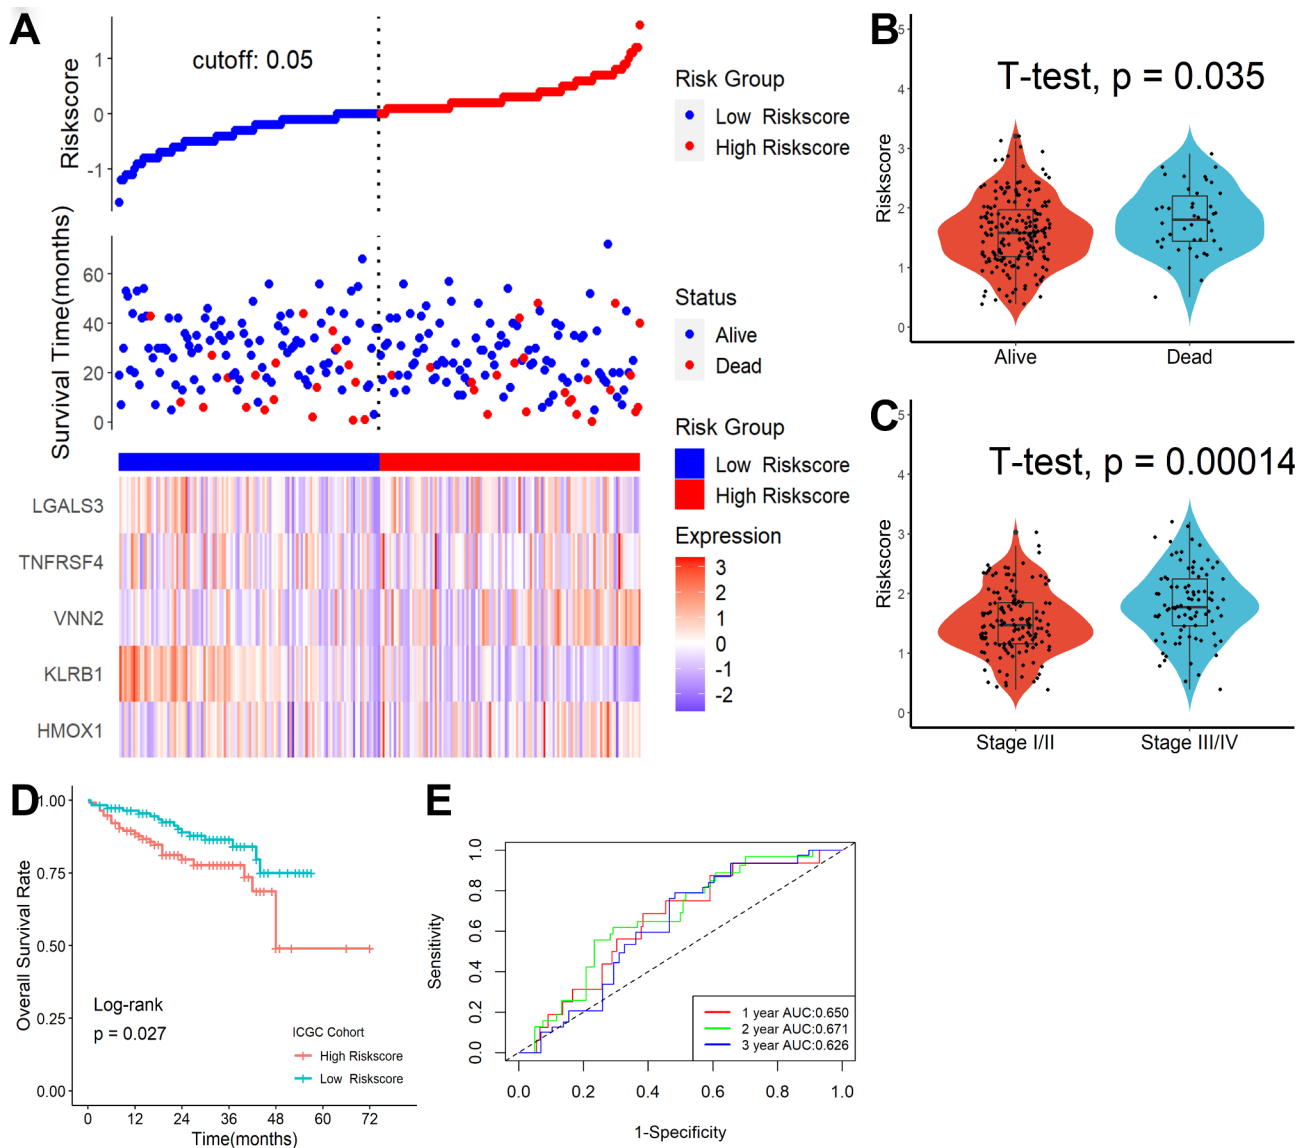 A
Riskscore
1
0
-1
cutoff: 0.05
Risk Group
Low Riskscore
High Riskscore
Survival Time(months)
60
40
20
0
Status
Alive
Dead
Risk Group
Low Riskscore
High Riskscore
LGALS3
TNFRSF4
VNN2
KLRB1
HMOX1
Expression
3
2
1
0
-1
-2
B
T-test, p = 0.035
Riskscore
5
4
3
2
1
0
Alive
Dead
C
T-test, p = 0.00014
Riskscore
5
4
3
2
1
0
Stage I/II
Stage III/IV
D
Overall Survival Rate
1.00
0.75
0.50
0.25
0.00
Log-rank
p = 0.027
ICGC Cohort
High Riskscore
Low Riskscore
0 12 24 36 48 60 72
Time(months)
E
Sensitivity
1.0
0.8
0.6
0.4
0.2
0.0
1 year AUC:0.650
2 year AUC:0.671
3 year AUC:0.626
0.0 0.2 0.4 0.6 0.8 1.0
1-Specificity